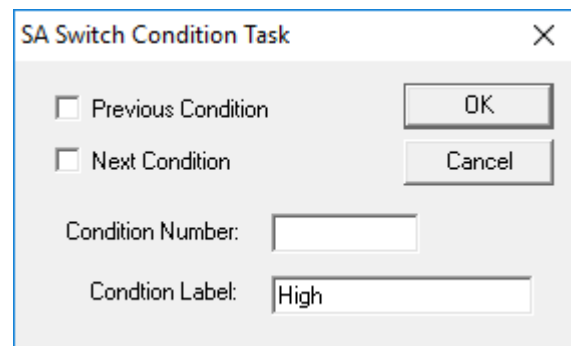 SA Switch Condition Task
Previous Condition
OK
Next Condition
Cancel
Condition Number:
Condtion Label:
High